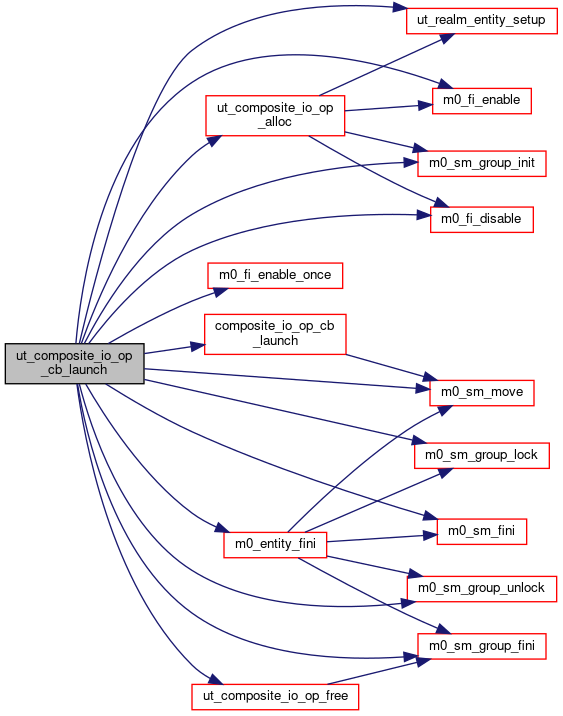 ut_realm_entity_setup
m0_fi_enable
ut_composite_io_op
_alloc
m0_sm_group_init
m0_fi_disable
m0_fi_enable_once
composite_io_op_cb
_launch
ut_composite_io_op
_cb_launch
m0_sm_move
m0_sm_group_lock
m0_sm_fini
m0_entity_fini
m0_sm_group_unlock
m0_sm_group_fini
ut_composite_io_op_free